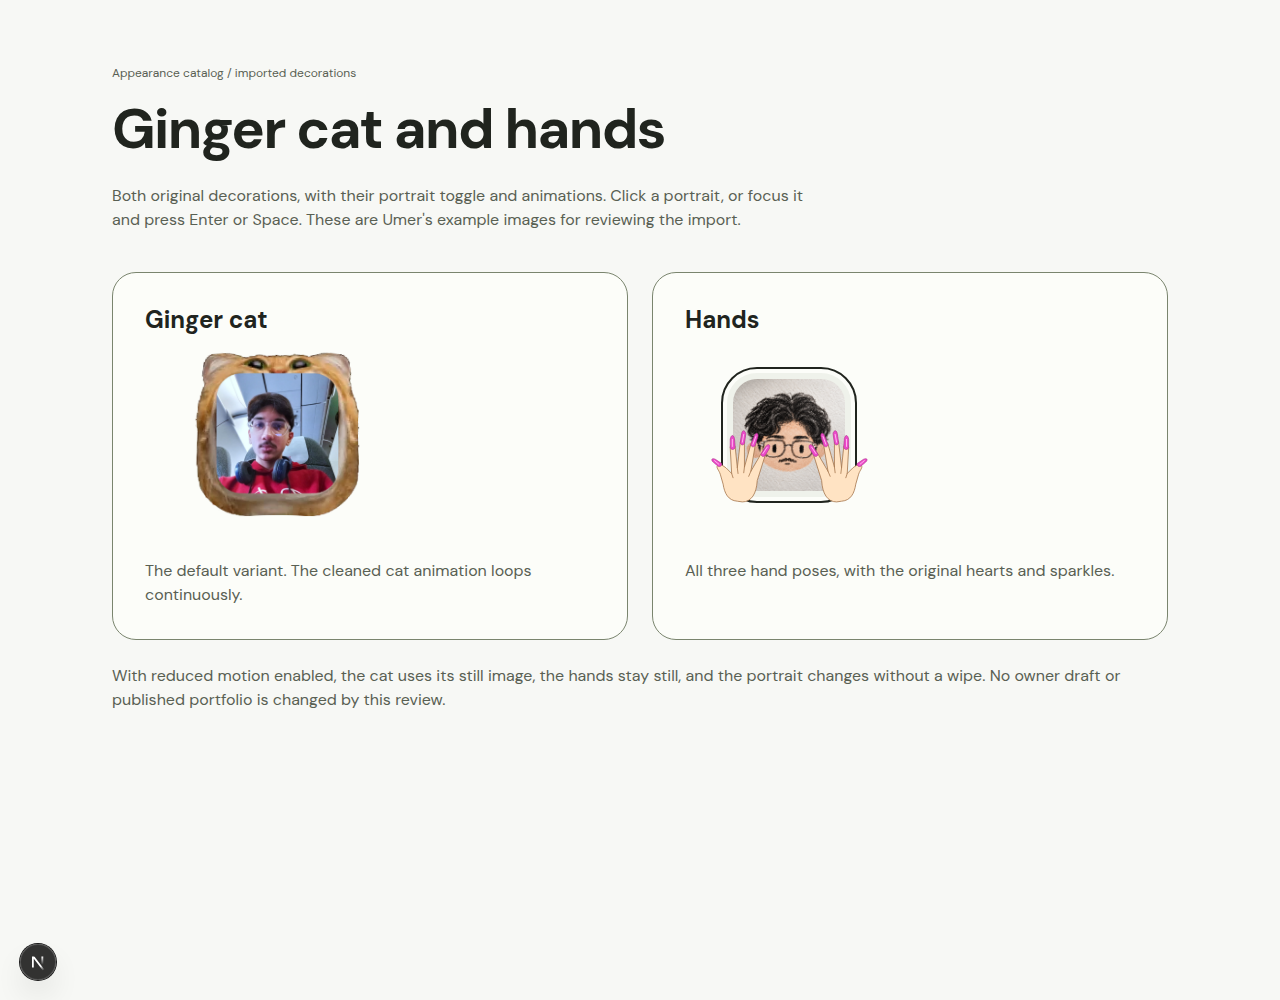 Appearance catalog / imported decorations
Ginger cat and hands
Both original decorations, with their portrait toggle and animations. Click a portrait, or focus it
and press Enter or Space. These are Umer's example images for reviewing the import.
Ginger cat
The default variant. The cleaned cat animation loops
continuously.
Hands
All three hand poses, with the original hearts and sparkles.
With reduced motion enabled, the cat uses its still image, the hands stay still, and the portrait changes without a wipe. No owner draft or
published portfolio is changed by this review.
N